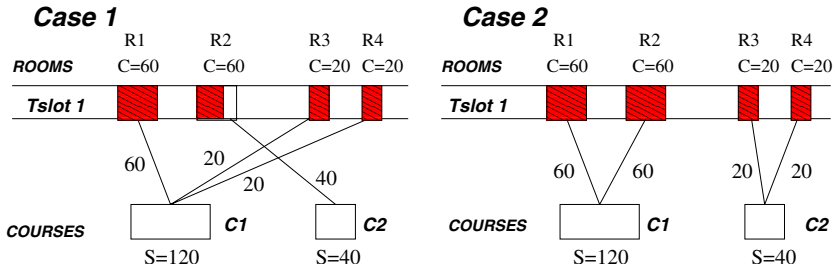 Case 1
R1 R2 R3 R4
ROOMS C=60 C=60 C=20 C=20
Tslot 1
60 20 20 40
COURSES C1 C2
S=120 S=40
Case 2
R1 R2 R3 R4
ROOMS C=60 C=60 C=20 C=20
Tslot 1
60 60 20 20
COURSES C1 C2
S=120 S=40